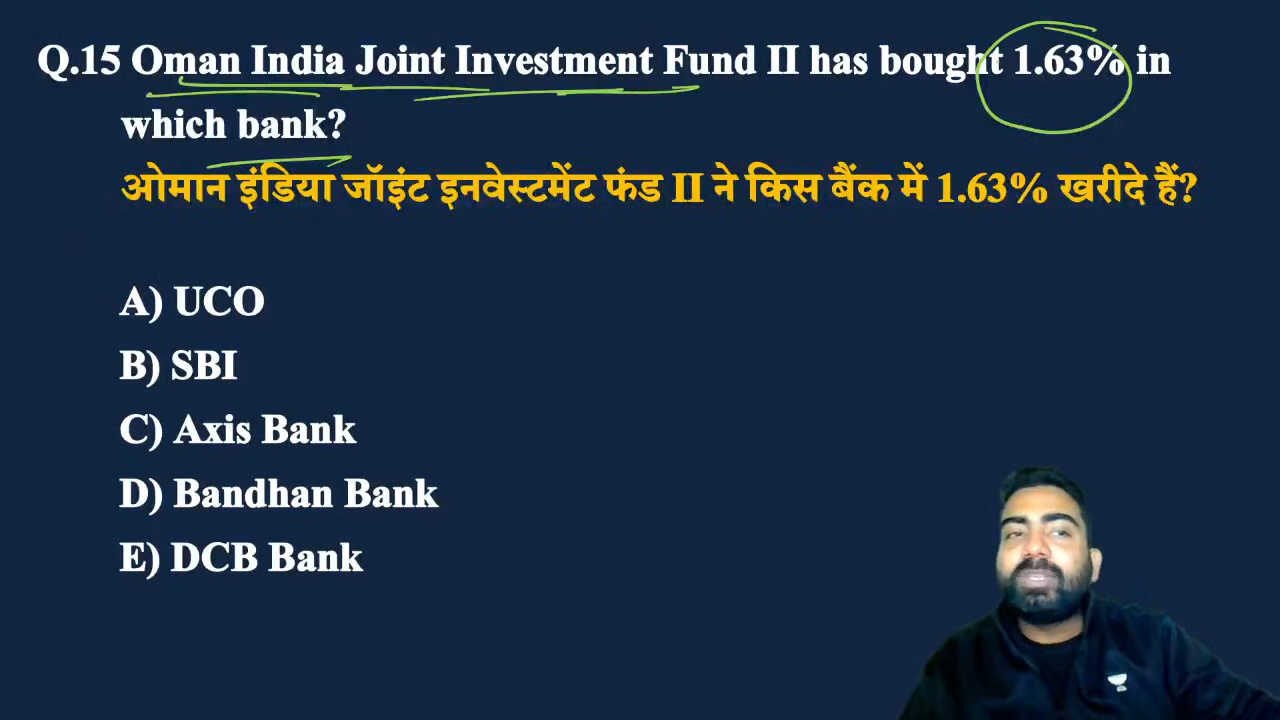 Q.15 Oman India Joint Investment Fund II has bought 1.63% in
which bank?
ओमान इंडिया जॉइंट इनवेस्टमेंट फंड II ने किस बैंक में 1.63% खरीदे हैं?
A) UCO
B) SBI
C) Axis Bank
D) Bandhan Bank
E) DCB Bank